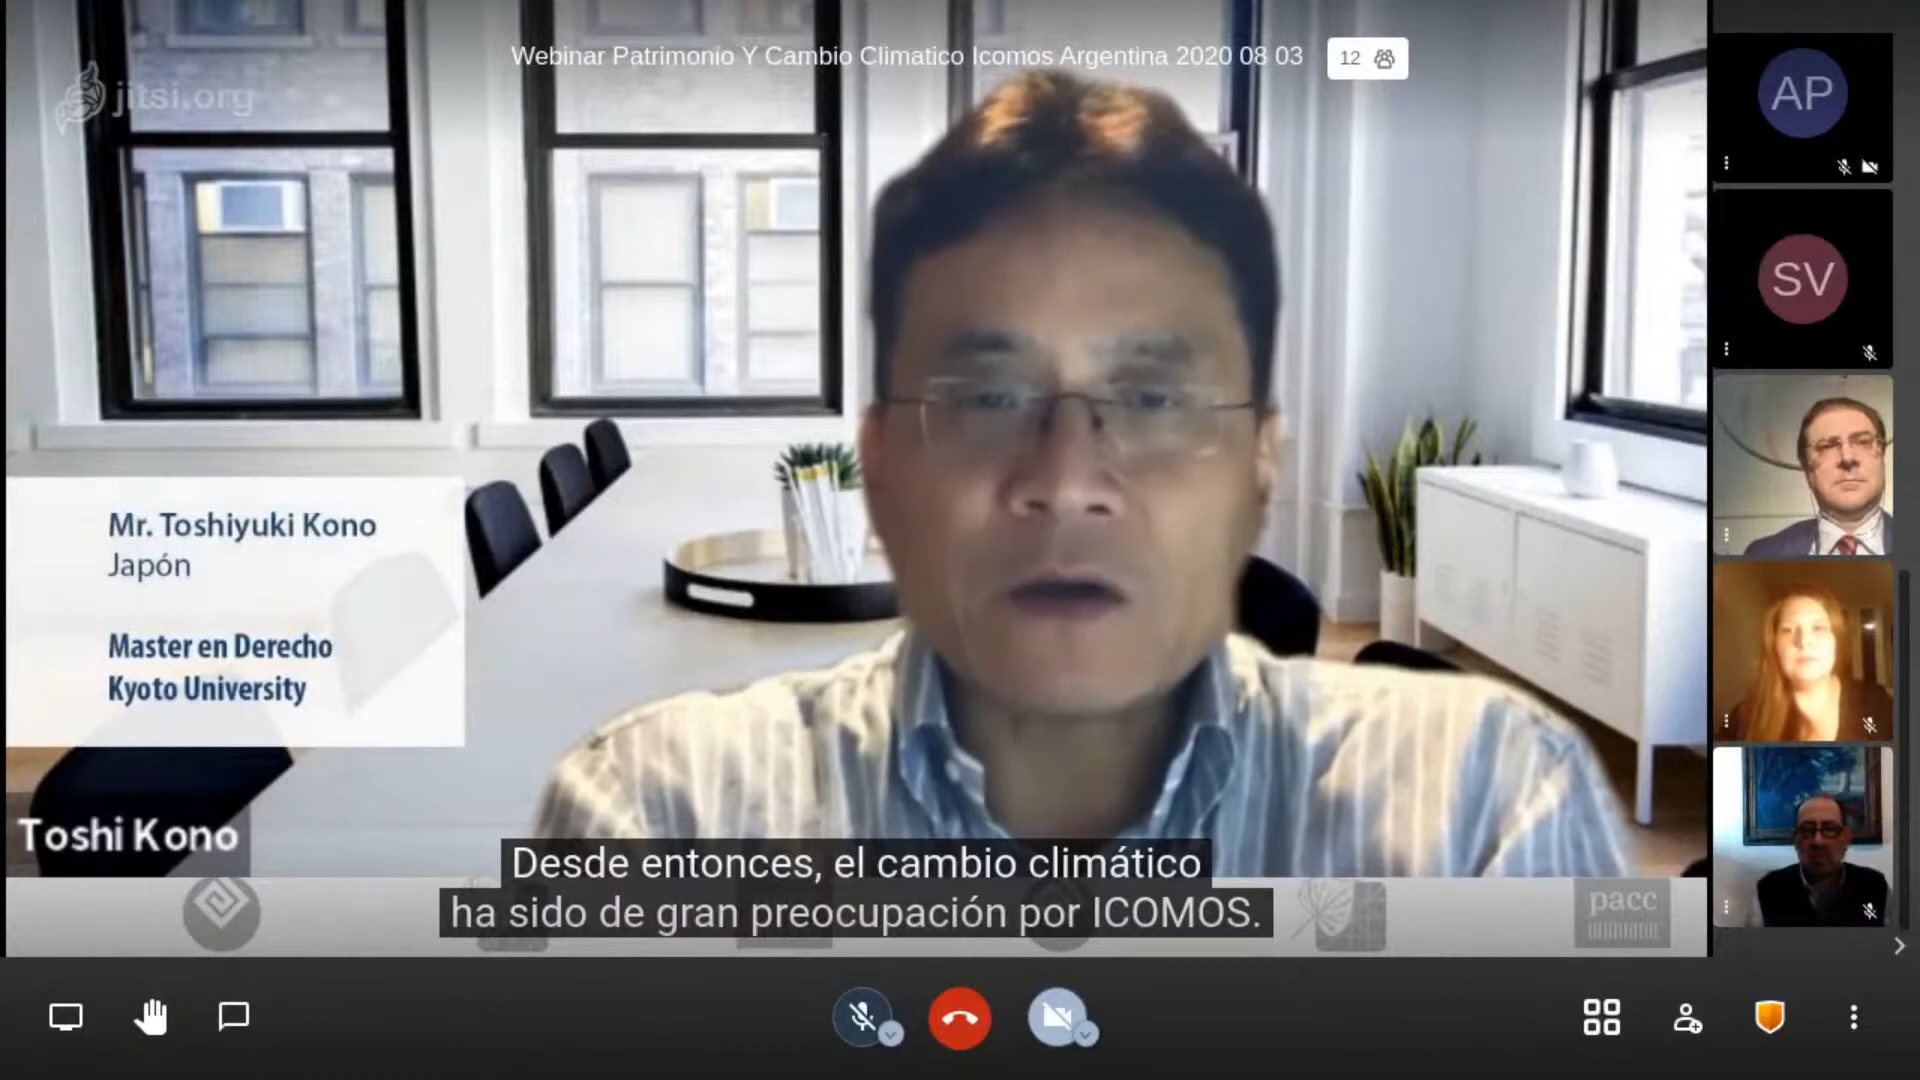 Webinar Patrimonio Y Cambio Climatico Icomos Argentina 2020 08 03
12
jitsi.org
AP
SV
Mr. Toshiyuki Kono
Japón
Master en Derecho
Kyoto University
Toshi Kono
Desde entonces, el cambio climático
ha sido de gran preocupación por ICOMOS.
pacc